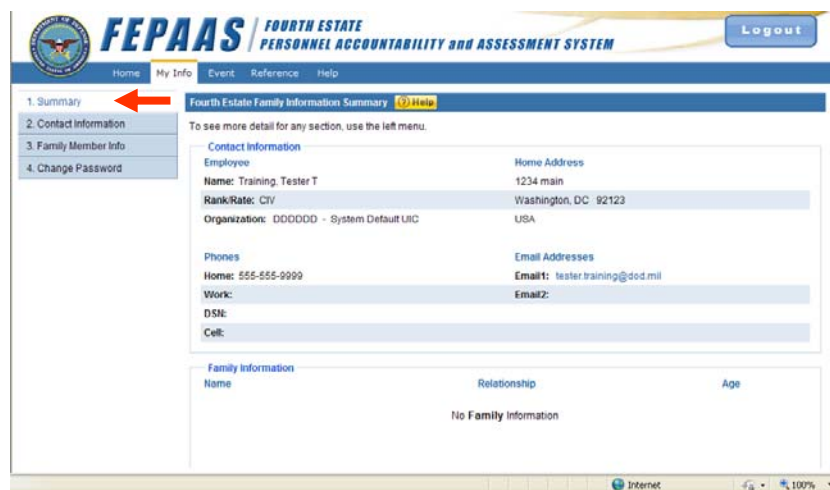 FEPAAS FOURTH ESTATE
PERSONNEL ACCOUNTABILITY and ASSESSMENT SYSTEM
Logout
Home My Info Event Reference Help
1. Summary
2. Contact Information
3. Family Member Info
4. Change Password
Fourth Estate Family Information Summary Help
To see more detail for any section, use the left menu.
Contact Information
Employee Home Address
Name: Training, Tester T 1234 main
Rank/Rate: CIV Washington, DC 92123
Organization: DDDDDD - System Default UIC USA
Phones Email Addresses
Home: 555-555-9999 Email1: tester.training@dod.mil
Work: Email2:
DSN:
Cell:
Family Information
Name Relationship Age
No Family Information
Internet 100%